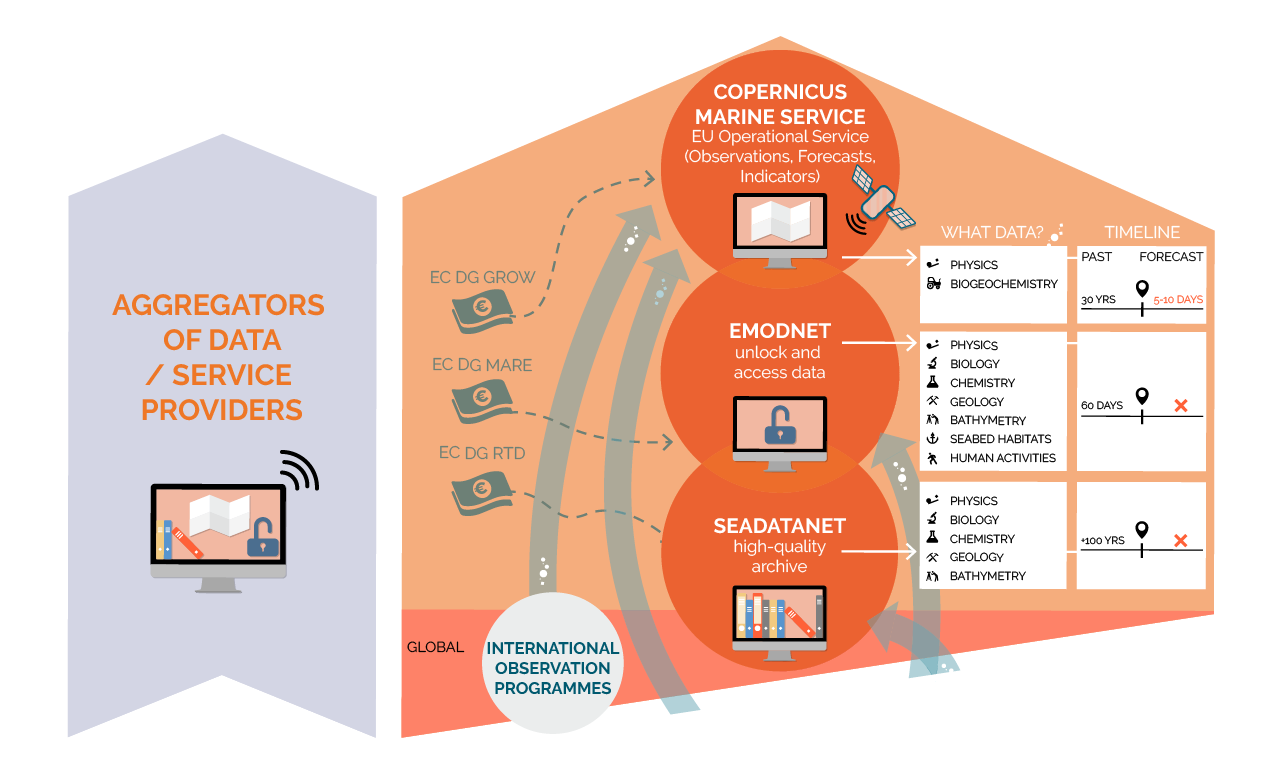 AGGREGATORS
OF DATA
/ SERVICE
PROVIDERS
COPERNICUS
MARINE SERVICE
EU Operational Service
(Observations, Forecasts,
Indicators)
EC DG GROW
EC DG MARE
EC DG RTD
EMODNET
unlock and
access data
SEADATANET
high-quality
archive
GLOBAL
INTERNATIONAL
OBSERVATION
PROGRAMMES
WHAT DATA?
TIMELINE
PHYSICS
BIOGEOCHEMISTRY
PAST FORECAST
30 YRS 5-10 DAYS
PHYSICS
BIOLOGY
CHEMISTRY
GEOLOGY
BATHYMETRY
SEABED HABITATS
HUMAN ACTIVITIES
60 DAYS
PHYSICS
BIOLOGY
CHEMISTRY
GEOLOGY
BATHYMETRY
+100 YRS